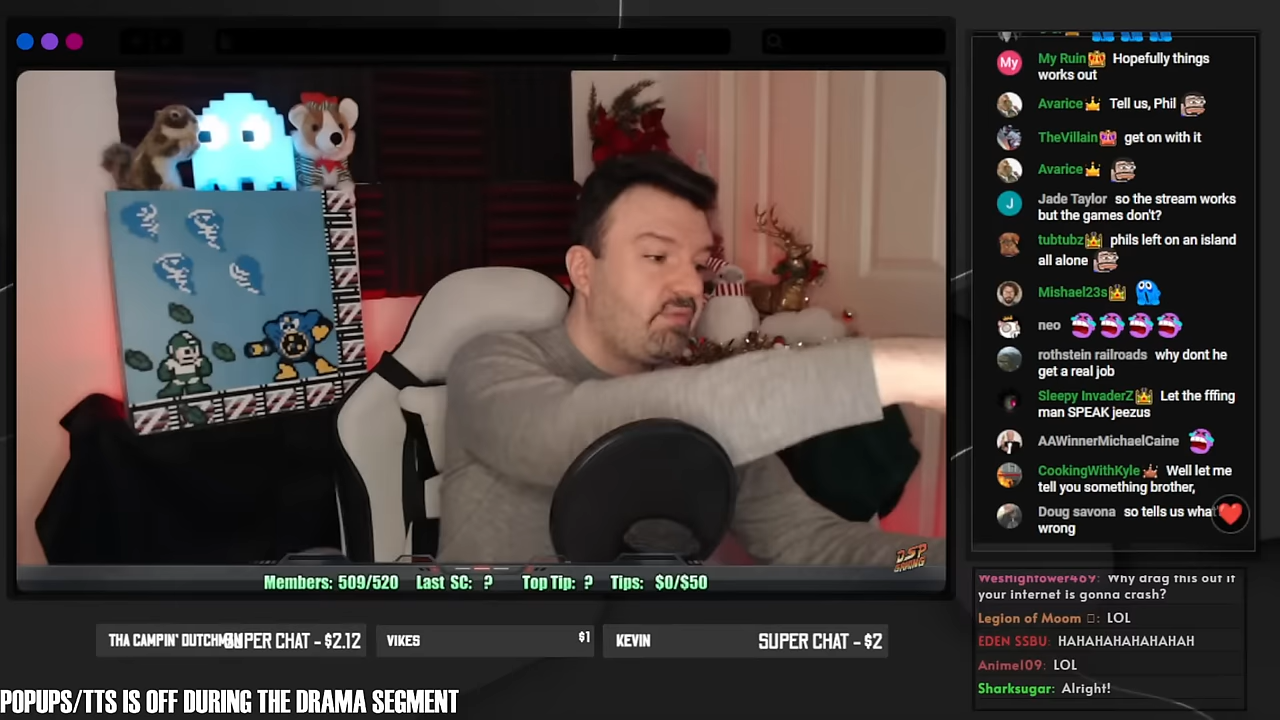 My Ruin Hopefully things
works out
Avarice Tell us, Phil
TheVillain get on with it
Avarice
Jade Taylor so the stream works
but the games don't?
tubtubz phils left on an island
all alone
Mishael23s
neo
rothstein railroads why dont he
get a real job
Sleepy InvaderZ Let the fffing
man SPEAK jeezus
AAWinnerMichaelCaine
CookingWithKyle Well let me
tell you something brother,
Doug savona so tells us what
wrong
My
J
DSP
GAMING
Members: 509/520 Last SC: ? Top Tip: ? Tips: $0/$50
THA CAMPIN' DUTCHMAN SUPER CHAT - $2.12
VIKES $1
KEVIN SUPER CHAT - $2
WesHightower469: Why drag this out if
your internet is gonna crash?
Legion of Moom : LOL
EDEN SSBU: HAHAHAHAHAHAHAH
Animel09: LOL
Sharksugar: Alright!
POPUPS/TTS IS OFF DURING THE DRAMA SEGMENT